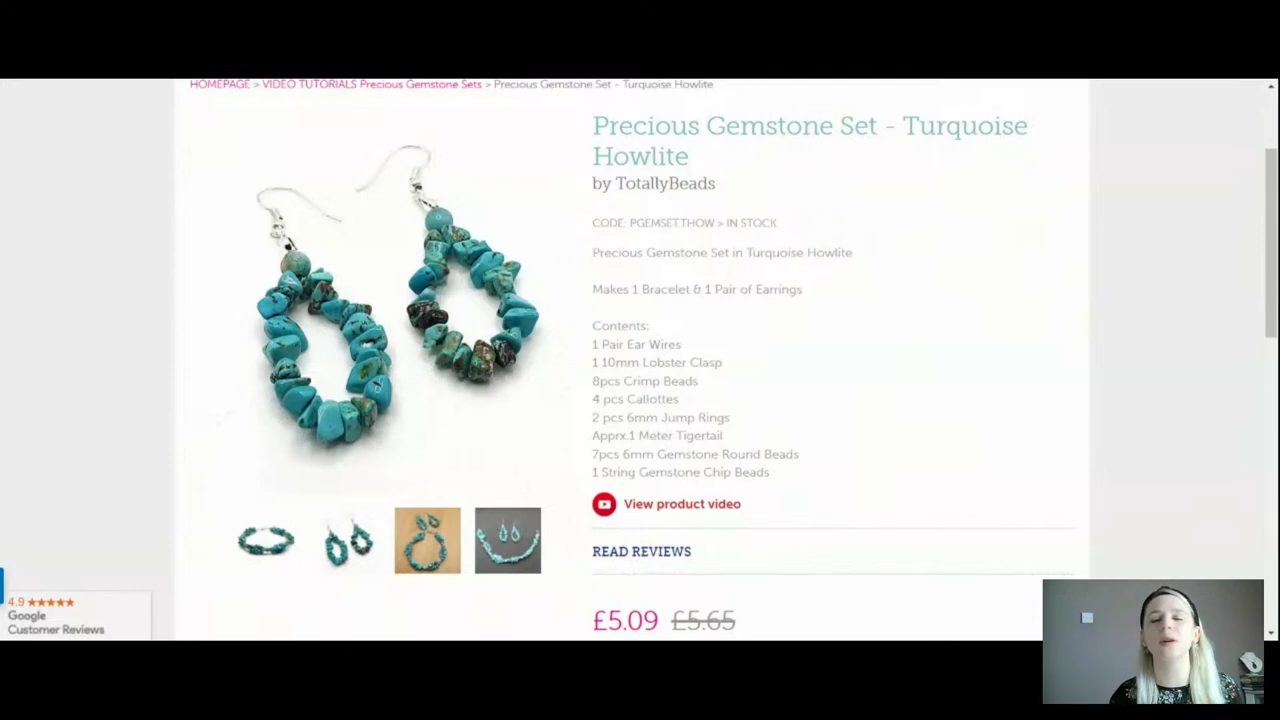 HOMEPAGE > VIDEO TUTORIALS Precious Gemstone Sets > Precious Gemstone Set - Turquoise Howlite
Precious Gemstone Set - Turquoise
Howlite
by TotallyBeads
CODE: PGEMSETTHOW > IN STOCK
Precious Gemstone Set in Turquoise Howlite
Makes 1 Bracelet & 1 Pair of Earrings
Contents:
1 Pair Ear Wires
1 10mm Lobster Clasp
8pcs Crimp Beads
4 pcs Callottes
2 pcs 6mm Jump Rings
Apprx.1 Meter Tigertail
7pcs 6mm Gemstone Round Beads
1 String Gemstone Chip Beads
View product video
READ REVIEWS
£5.09 £5.65
4.9
Google
Customer Reviews